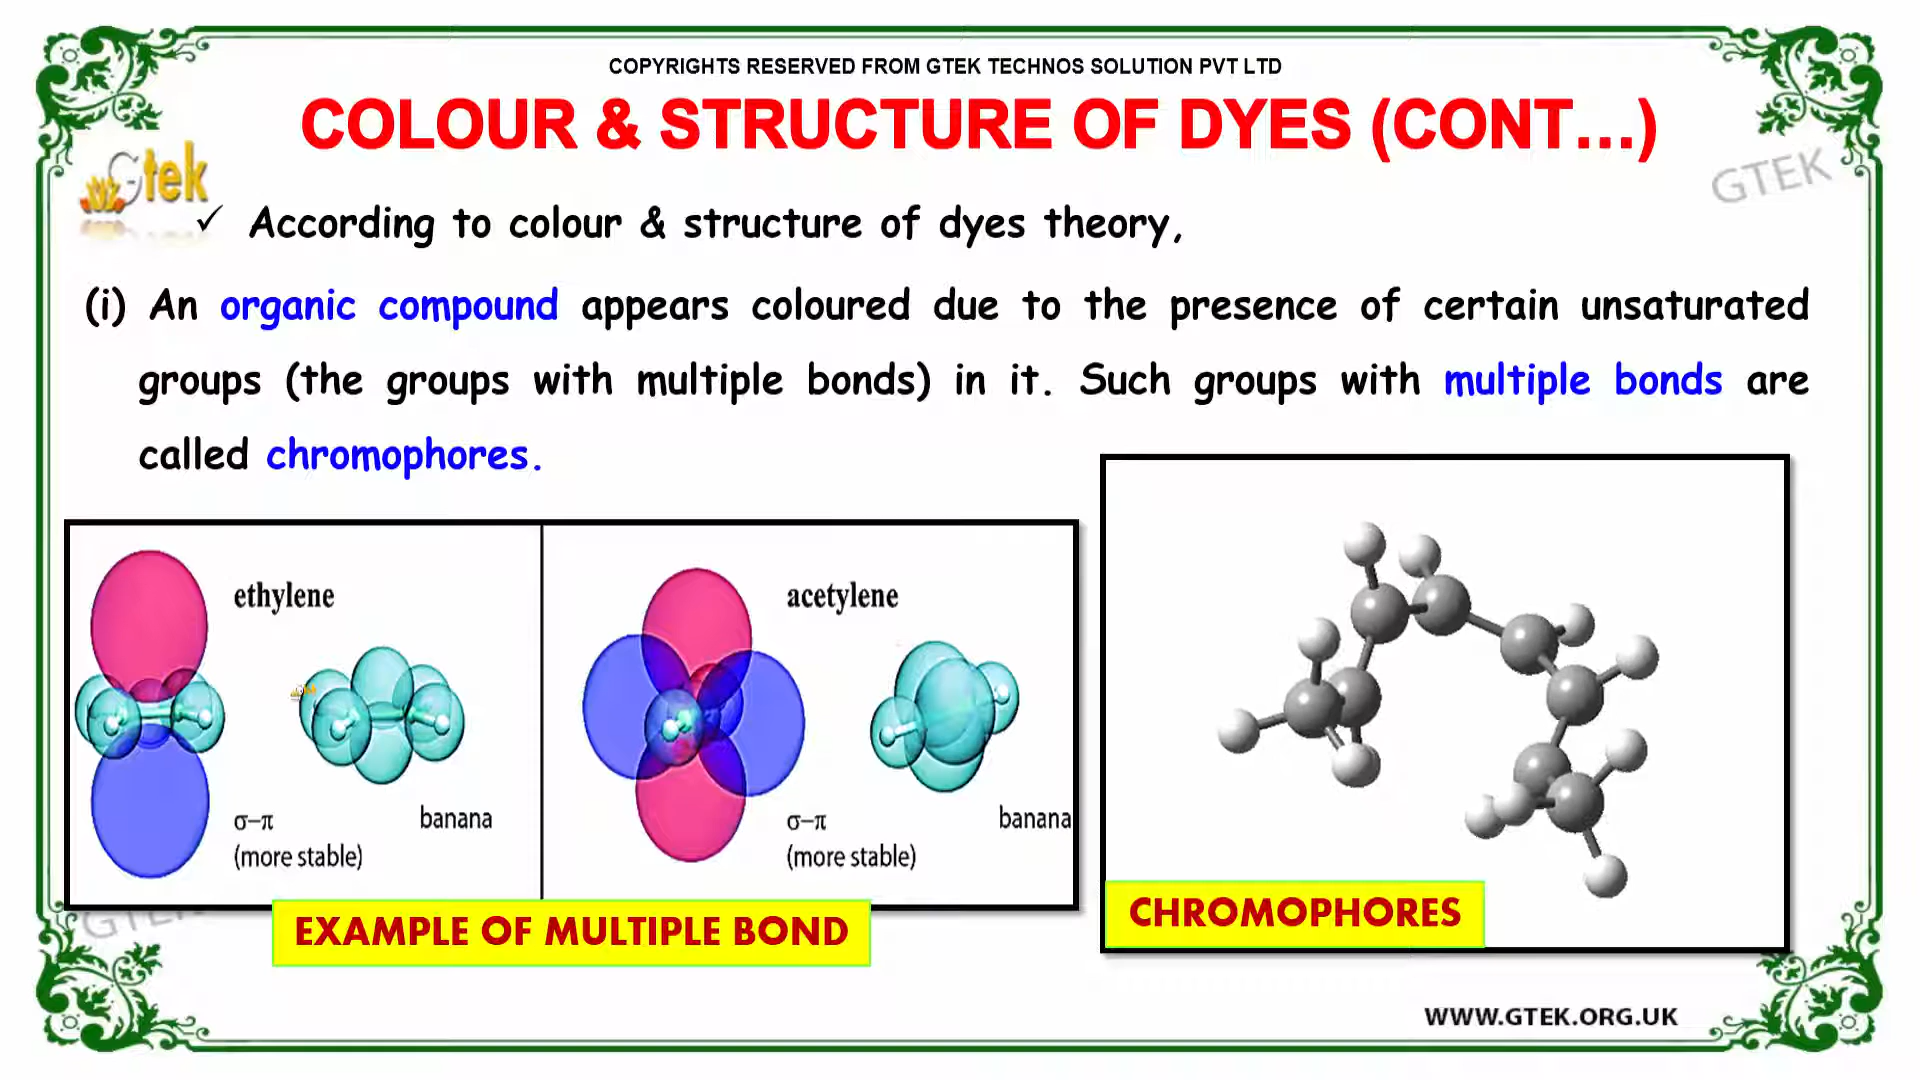 COPYRIGHTS RESERVED FROM GTEK TECHNOS SOLUTION PVT LTD
COLOUR & STRUCTURE OF DYES (CONT...)
Gtek
GTEK
✓ According to colour & structure of dyes theory,
(i) An organic compound appears coloured due to the presence of certain unsaturated
groups (the groups with multiple bonds) in it. Such groups with multiple bonds are
called chromophores.
ethylene
σ–π
(more stable)
banana
acetylene
σ–π
(more stable)
banana
GTEK
EXAMPLE OF MULTIPLE BOND
CHROMOPHORES
WWW.GTEK.ORG.UK